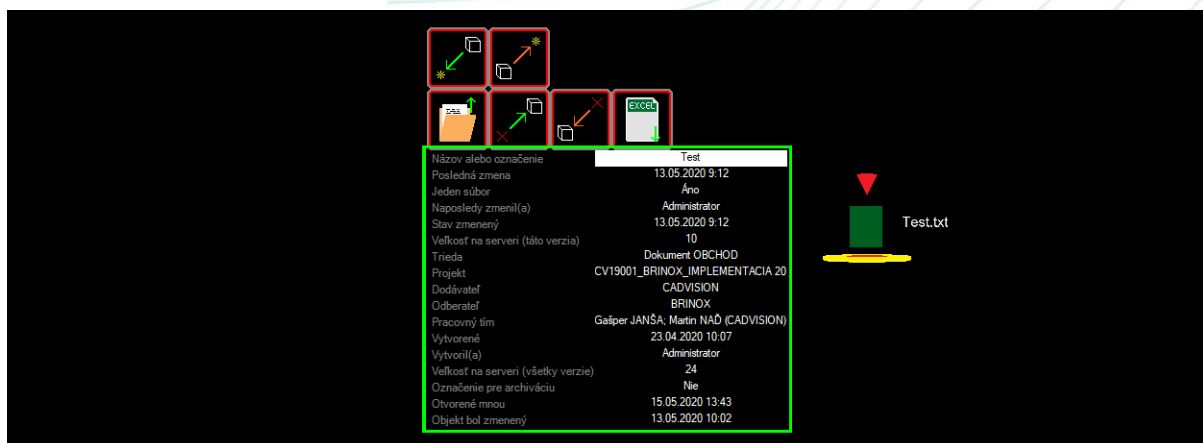 EXCEL
Názov alebo označenie Test
Posledná zmena 13.05.2020 9:12
Jeden súbor Áno
Naposledy zmenil(a) Administrator
Stav zmenený 13.05.2020 9:12
Veľkosť na serveri (táto verzia) 10
Trieda Dokument OBCHOD
Projekt CV19001_BRINOX_IMPLEMENTACIA 20
Dodávateľ CADVISION
Odberateľ BRINOX
Pracovný tím Gašper JANŠA; Martin NAĎ (CADVISION)
Vytvorené 23.04.2020 10:07
Vytvoril(a) Administrator
Veľkosť na serveri (všetky verzie) 24
Označenie pre archiváciu Nie
Otvorené mnou 15.05.2020 13:43
Objekt bol zmenený 13.05.2020 10:02
Test.txt